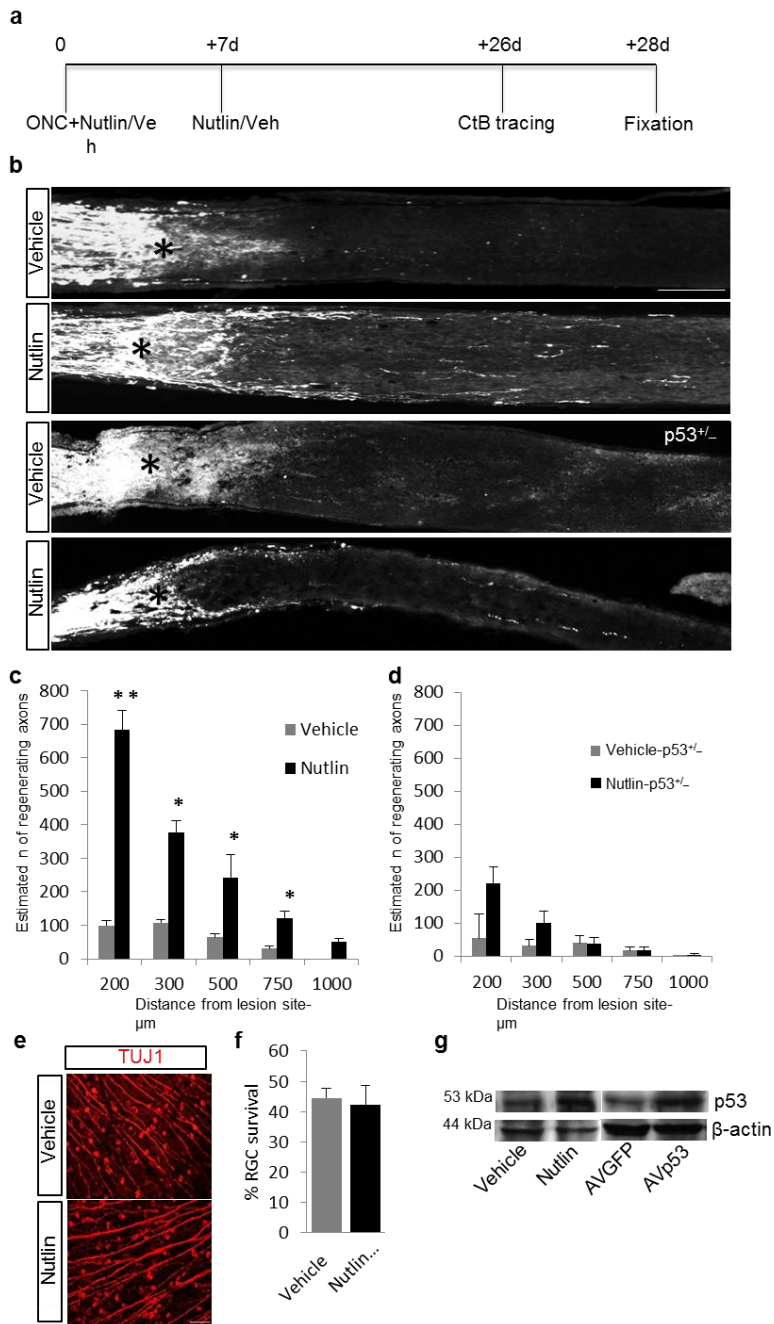 a
0 +7d +26d +28d
ONC+Nutlin/Ve
h
Nutlin/Veh
CtB tracing
Fixation
b
Vehicle
*
Nutlin
*
Vehicle
*
p53+/–
Nutlin
*
c
Estimated n of regenerating axons
800
700
600
500
400
300
200
100
0
**
*
*
*
Vehicle
Nutlin
200 300 500 750 1000
Distance from lesion site-
µm
d
Estimated n of regenerating axons
800
700
600
500
400
300
200
100
0
Vehicle-p53+/–
Nutlin-p53+/–
200 300 500 750 1000
Distance from lesion site-
µm
e
TUJ1
Vehicle
Nutlin
f
% RGC survival
60
50
40
30
20
10
0
Vehicle
Nutlin...
g
53 kDa
p53
44 kDa
β-actin
Vehicle
Nutlin
AVGFP
AVp53